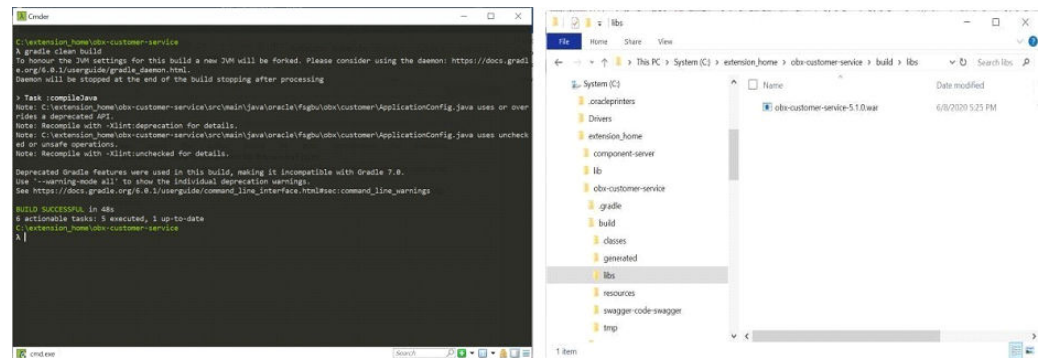 Cmder
C:\extension_home\obx-customer-service
λ gradle clean build
To honour the JVM settings for this build a new JVM will be forked. Please consider using the daemon: https://docs.gradl
e.org/6.0.1/userguide/gradle_daemon.html.
Daemon will be stopped at the end of the build stopping after processing
> Task :compileJava
Note: C:\extension_home\obx-customer-service\src\main\java\oracle\fsgbu\obx\customer\ApplicationConfig.java uses or over
rides a deprecated API.
Note: Recompile with -Xlint:deprecation for details.
Note: C:\extension_home\obx-customer-service\src\main\java\oracle\fsgbu\obx\customer\ApplicationConfig.java uses uncheck
ed or unsafe operations.
Note: Recompile with -Xlint:unchecked for details.
Deprecated Gradle features were used in this build, making it incompatible with Gradle 7.0.
Use '--warning-mode all' to show the individual deprecation warnings.
See https://docs.gradle.org/6.0.1/userguide/command_line_interface.html#sec:command_line_warnings
BUILD SUCCESSFUL in 48s
6 actionable tasks: 5 executed, 1 up-to-date
C:\extension_home\obx-customer-service
λ
cmd.exe
Search
libs
File Home Share View
This PC > System (C:) > extension_home > obx-customer-service > build > libs
Search libs
System (C:)
.oracleprinters
Drivers
extension_home
component-server
lib
obx-customer-service
.gradle
build
classes
generated
libs
resources
swagger-code-swagger
tmp
Name Date modified
obx-customer-service-5.1.0.war 6/8/2020 5:25 PM
1 item